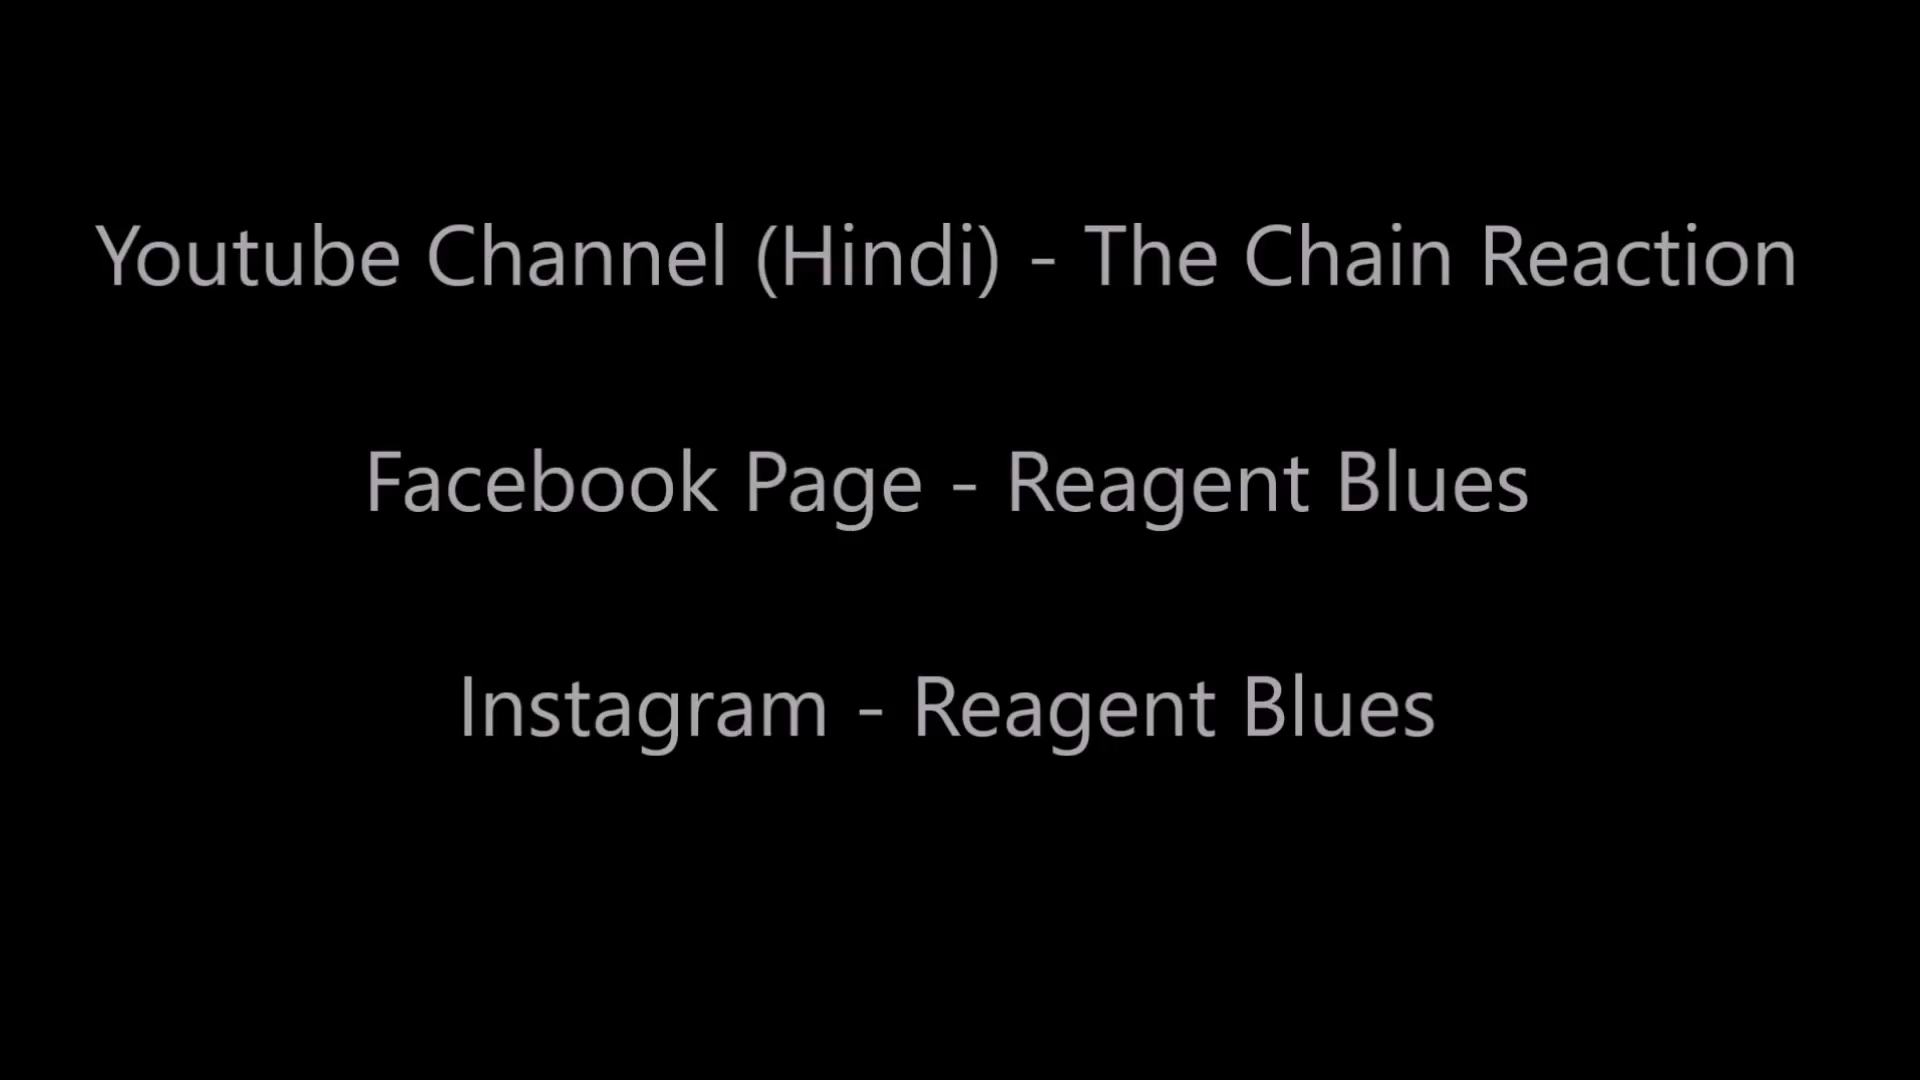 Youtube Channel (Hindi) - The Chain Reaction
Facebook Page - Reagent Blues
Instagram - Reagent Blues